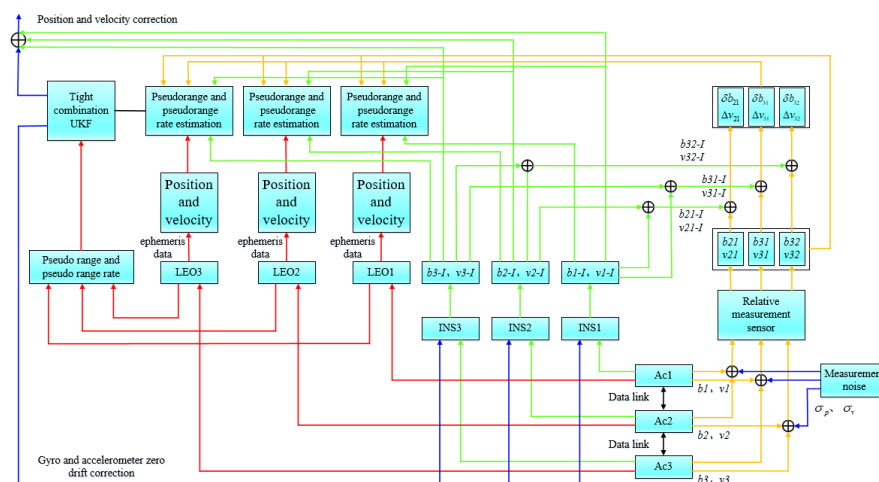 Position and velocity correction
Tight
combination
UKF
Pseudorange and
pseudorange
rate estimation
Pseudorange and
pseudorange
rate estimation
Pseudorange and
pseudorange
rate estimation
δb21
Δv21
δb31
Δv31
δb32
Δv32
b32-I
v32-I
b31-I
v31-I
b21-I
v21-I
Position
and
velocity
Position
and
velocity
Position
and
velocity
b21
v21
b31
v31
b32
v32
ephemeris
data
ephemeris
data
ephemeris
data
Pseudo range and
pseudo range rate
LEO3
LEO2
LEO1
b3-I、v3-I
b2-I、v2-I
b1-I、v1-I
Relative
measurement
sensor
INS3
INS2
INS1
Ac1
b1、v1
Measurement
noise
σp、σv
Data link
Ac2
b2、v2
Data link
Ac3
b3、v3
Gyro and accelerometer zero
drift correction